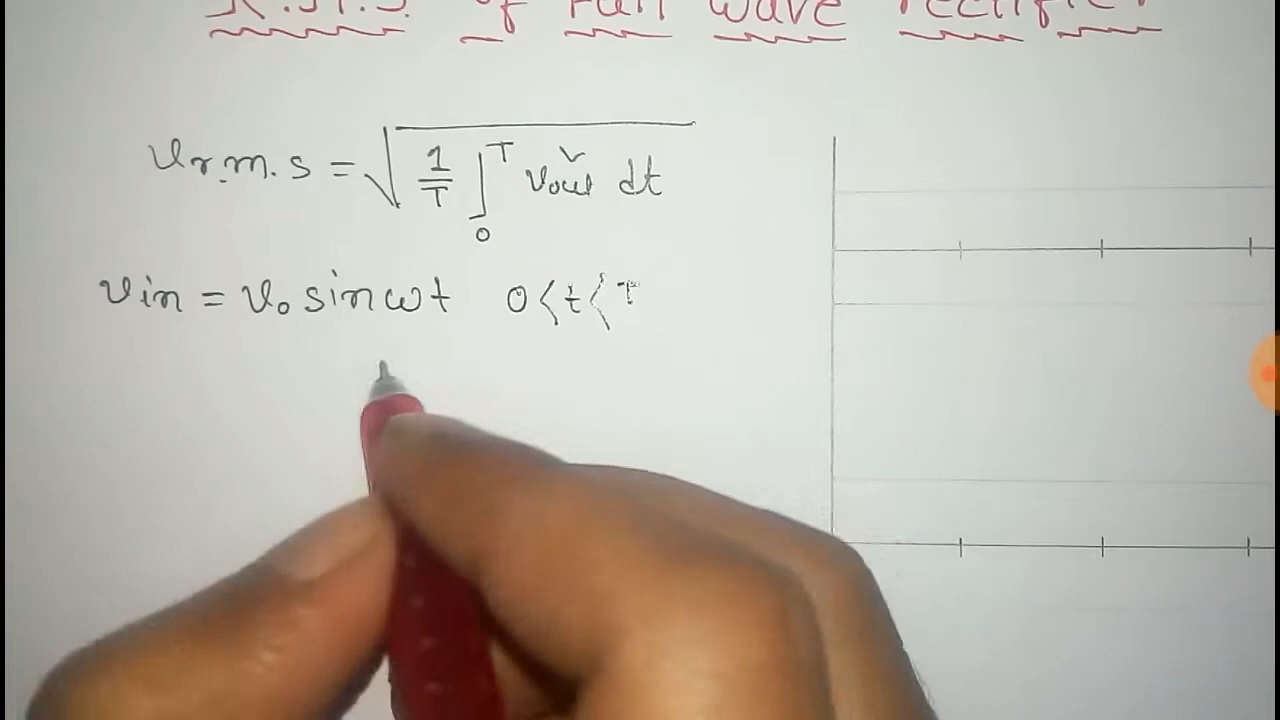 R.M.S. of Full wave rectifier
Vr.m.s = √ 1/T ∫₀ᵀ Vout² dt
Vin = V₀ sinωt 0<t<T